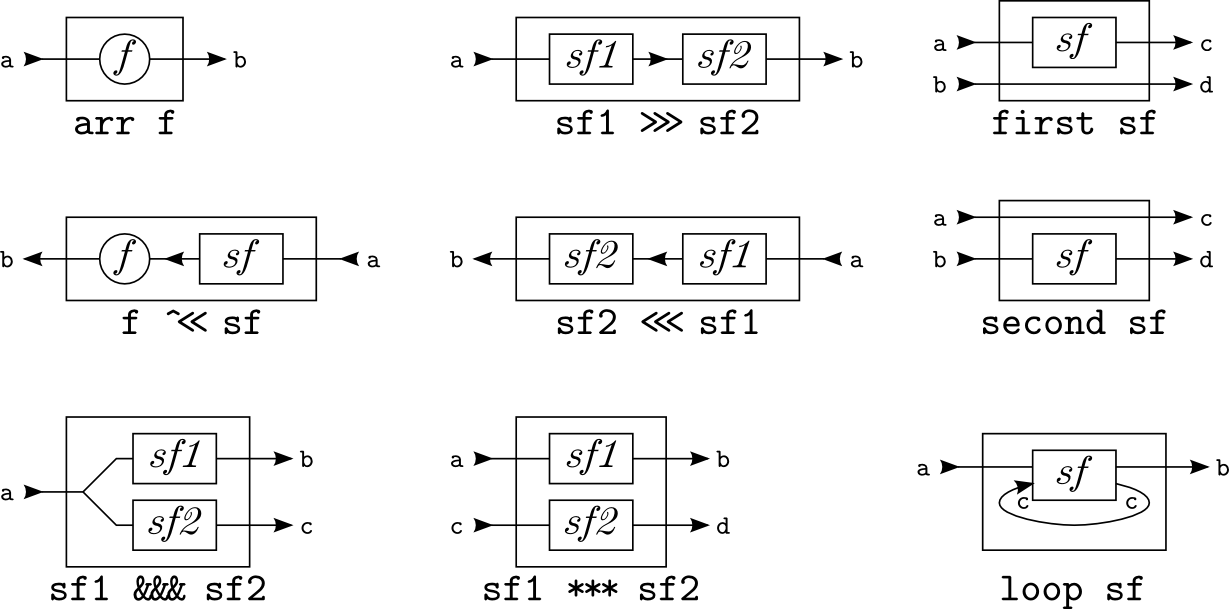 a f b
arr f
a sf1 sf2 b
sf1 >>> sf2
a sf c
b d
first sf
b f sf a
f ^<< sf
b sf2 sf1 a
sf2 <<< sf1
a c
b sf d
second sf
a sf1 b
sf2 c
sf1 &&& sf2
a sf1 b
c sf2 d
sf1 *** sf2
a sf b
c c
loop sf